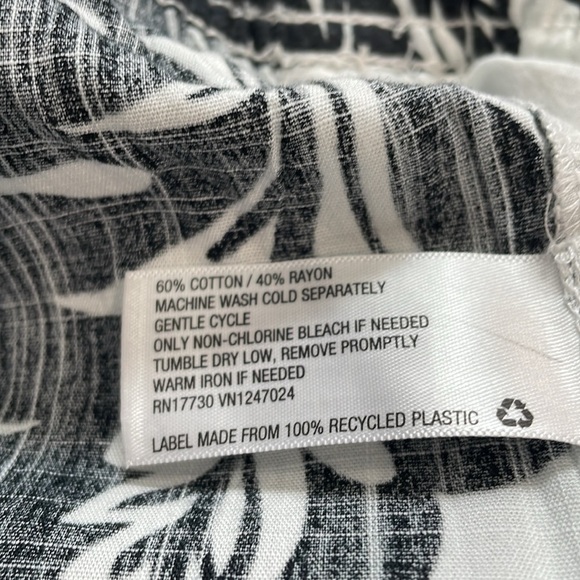 60% COTTON / 40% RAYON
MACHINE WASH COLD SEPARATELY
GENTLE CYCLE
ONLY NON-CHLORINE BLEACH IF NEEDED
TUMBLE DRY LOW, REMOVE PROMPTLY
WARM IRON IF NEEDED
RN17730 VN1247024
LABEL MADE FROM 100% RECYCLED PLASTIC